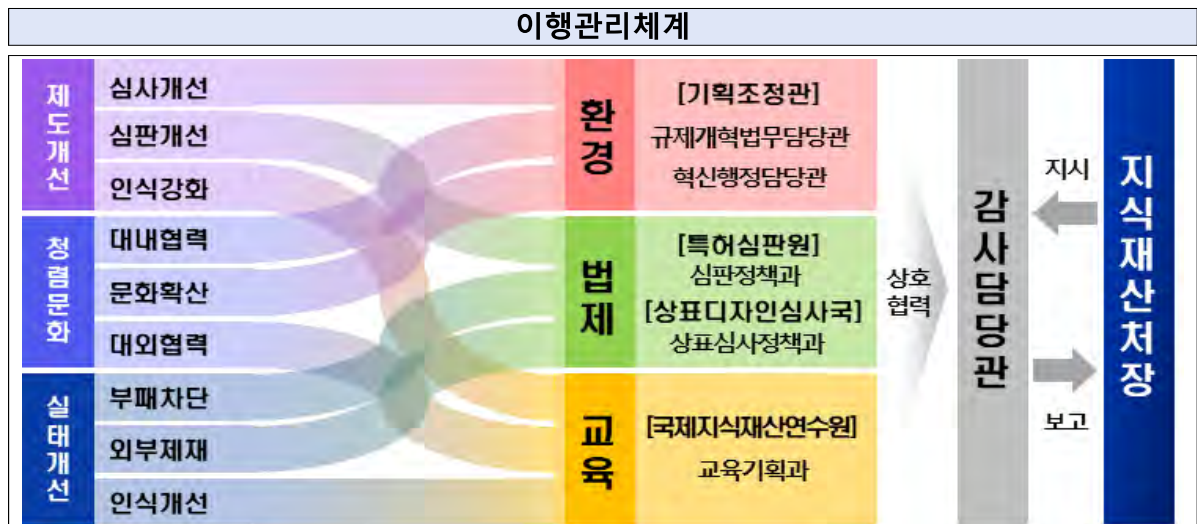 이행관리체계
제도개선
심사개선
심판개선
인식강화
청렴문화
대내협력
문화확산
대외협력
실태개선
부패차단
외부제재
인식개선
환경
[기획조정관]
규제개혁법무담당관
혁신행정담당관
법제
[특허심판원]
심판정책과
[상표디자인심사국]
상표심사정책과
교육
[국제지식재산연수원]
교육기획과
상호
협력
감사담당관
지시
보고
지식재산처장